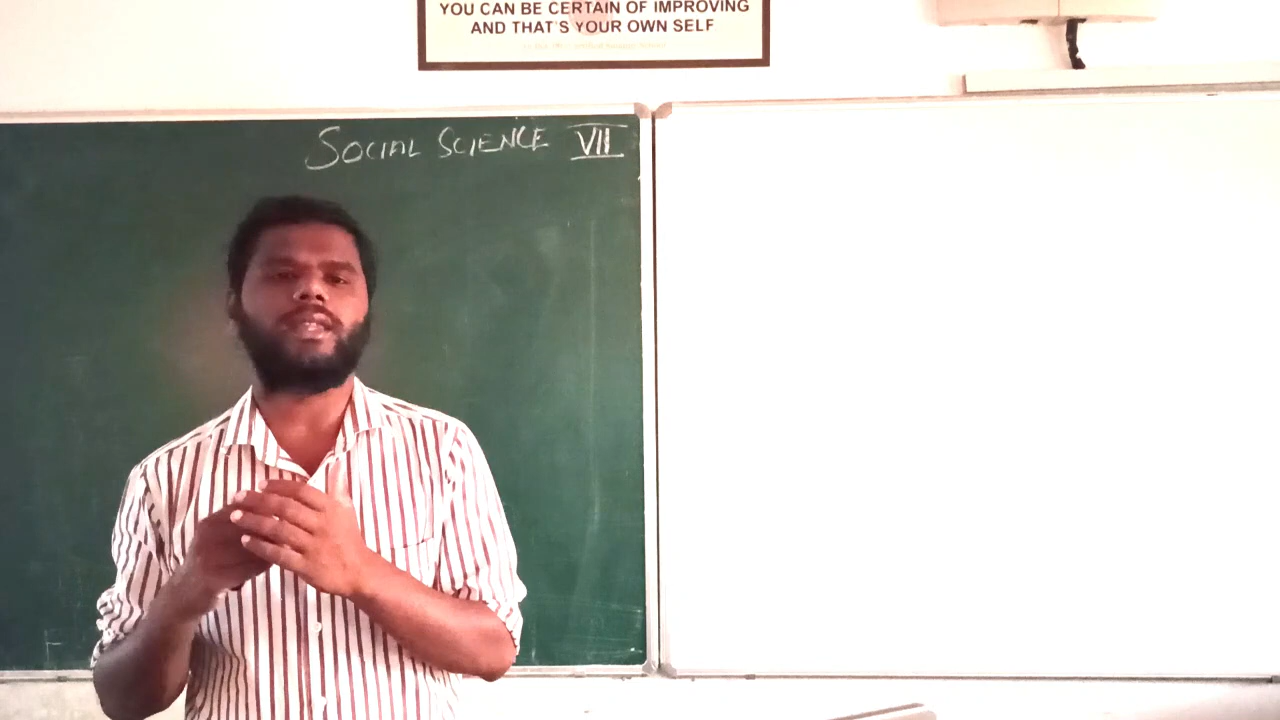 YOU CAN BE CERTAIN OF IMPROVING
AND THAT'S YOUR OWN SELF
SOCIAL SCIENCE VII